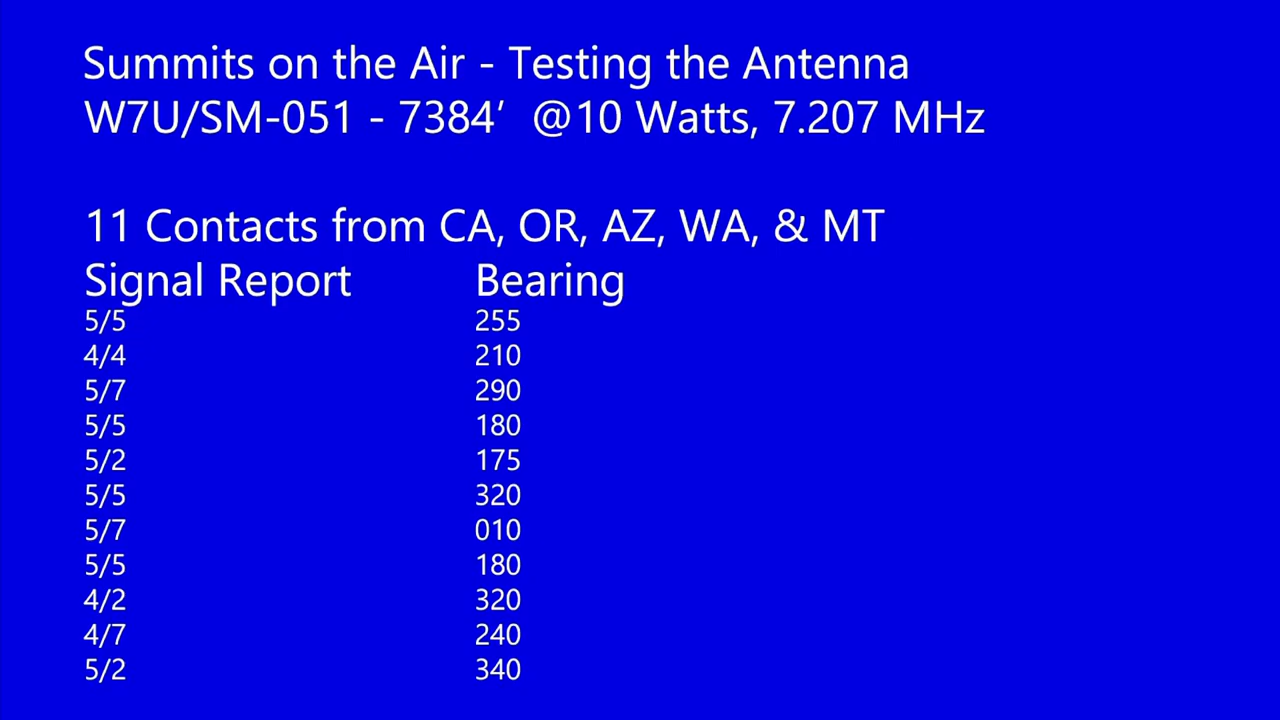 Summits on the Air - Testing the Antenna
W7U/SM-051 - 7384’ @10 Watts, 7.207 MHz
11 Contacts from CA, OR, AZ, WA, & MT
Signal Report Bearing
5/5 255
4/4 210
5/7 290
5/5 180
5/2 175
5/5 320
5/7 010
5/5 180
4/2 320
4/7 240
5/2 340